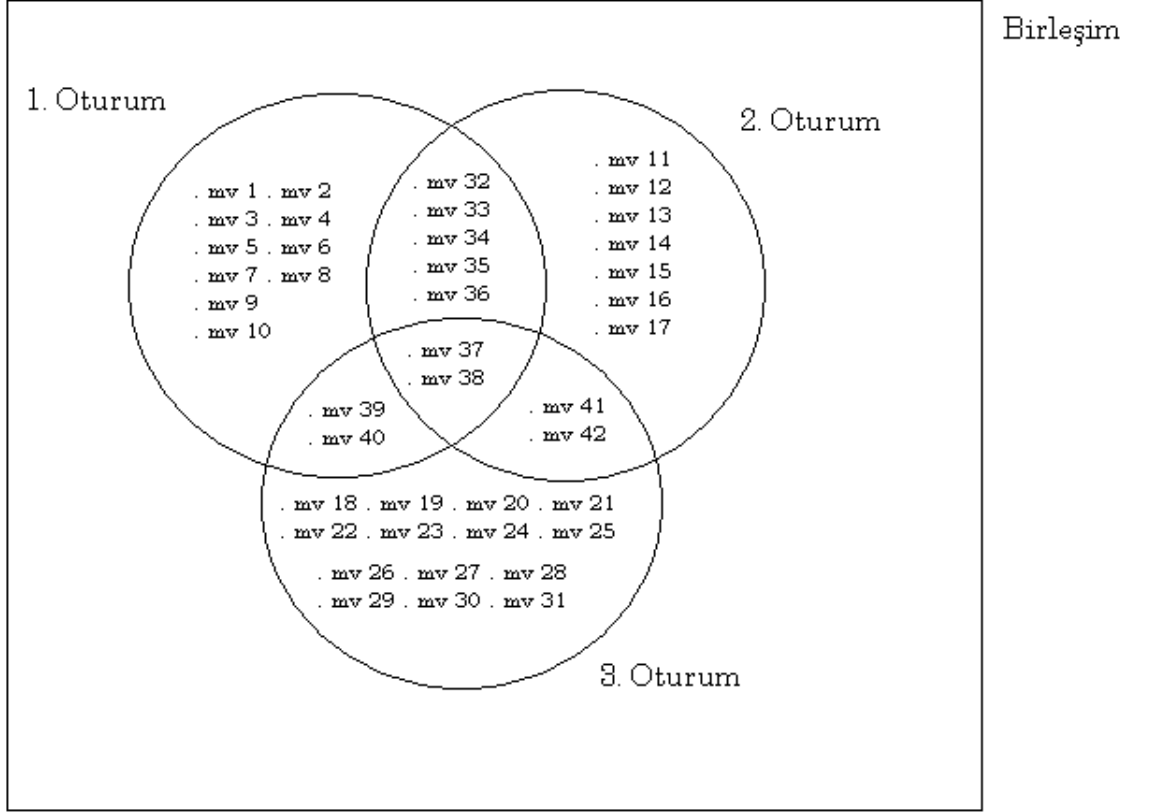 Birleşim
1. Oturum
2. Oturum
. mv 1 . mv 2
. mv 3 . mv 4
. mv 5 . mv 6
. mv 7 . mv 8
. mv 9
. mv 10
. mv 32
. mv 33
. mv 34
. mv 35
. mv 36
. mv 11
. mv 12
. mv 13
. mv 14
. mv 15
. mv 16
. mv 17
. mv 37
. mv 38
. mv 39
. mv 40
. mv 41
. mv 42
. mv 18 . mv 19 . mv 20 . mv 21
. mv 22 . mv 23 . mv 24 . mv 25
. mv 26 . mv 27 . mv 28
. mv 29 . mv 30 . mv 31
3. Oturum